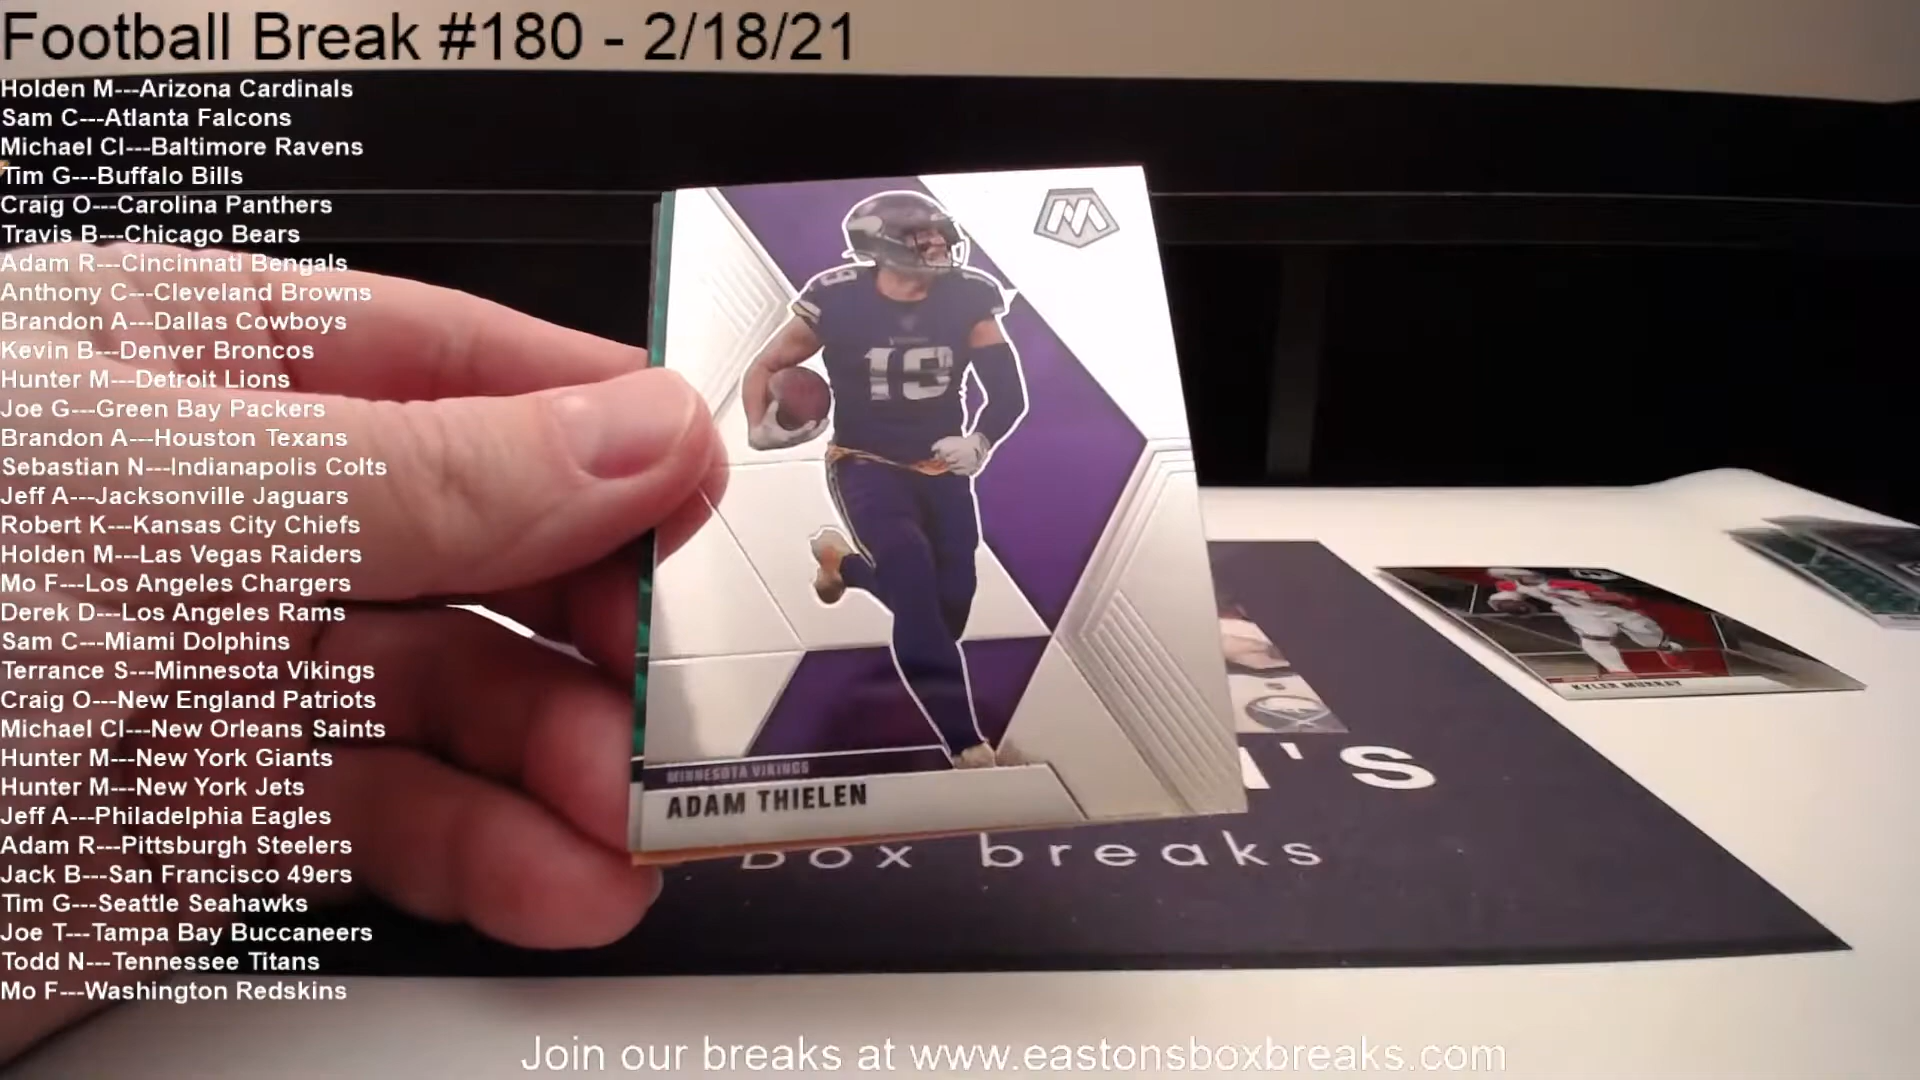 Football Break #180 - 2/18/21
Holden M---Arizona Cardinals
Sam C---Atlanta Falcons
Michael Cl---Baltimore Ravens
Tim G---Buffalo Bills
Craig O---Carolina Panthers
Travis B---Chicago Bears
Adam R---Cincinnati Bengals
Anthony C---Cleveland Browns
Brandon A---Dallas Cowboys
Kevin B---Denver Broncos
Hunter M---Detroit Lions
Joe G---Green Bay Packers
Brandon A---Houston Texans
Sebastian N---Indianapolis Colts
Jeff A---Jacksonville Jaguars
Robert K---Kansas City Chiefs
Holden M---Las Vegas Raiders
Mo F---Los Angeles Chargers
Derek D---Los Angeles Rams
Sam C---Miami Dolphins
Terrance S---Minnesota Vikings
Craig O---New England Patriots
Michael Cl---New Orleans Saints
Hunter M---New York Giants
Hunter M---New York Jets
Jeff A---Philadelphia Eagles
Adam R---Pittsburgh Steelers
Jack B---San Francisco 49ers
Tim G---Seattle Seahawks
Joe T---Tampa Bay Buccaneers
Todd N---Tennessee Titans
Mo F---Washington Redskins
M
19
MINNESOTA VIKINGS
ADAM THIELEN
KYLER MURRAY
'S
box breaks
Join our breaks at www.eastonsboxbreaks.com